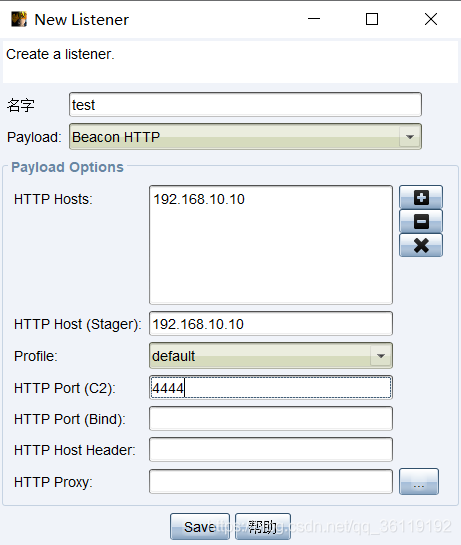 New Listener
Create a listener.
名字 test
Payload: Beacon HTTP
Payload Options
HTTP Hosts: 192.168.10.10
HTTP Host (Stager): 192.168.10.10
Profile: default
HTTP Port (C2): 4444
HTTP Port (Bind):
HTTP Host Header:
HTTP Proxy: ...
Save 帮助
https://blog.csdn.net/qq_36119192